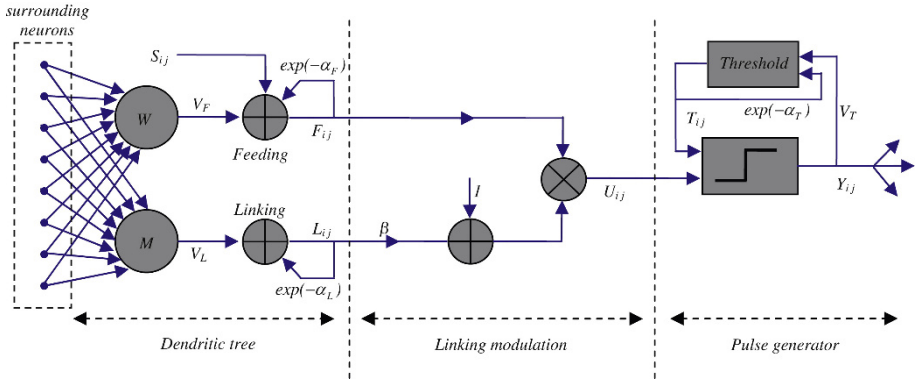 surrounding
neurons
S_ij
exp(-α_F)
Threshold
W
V_F
Feeding
F_ij
T_ij
exp(-α_T)
V_T
M
V_L
Linking
L_ij
exp(-α_L)
β
I
U_ij
Y_ij
Dendritic tree
Linking modulation
Pulse generator